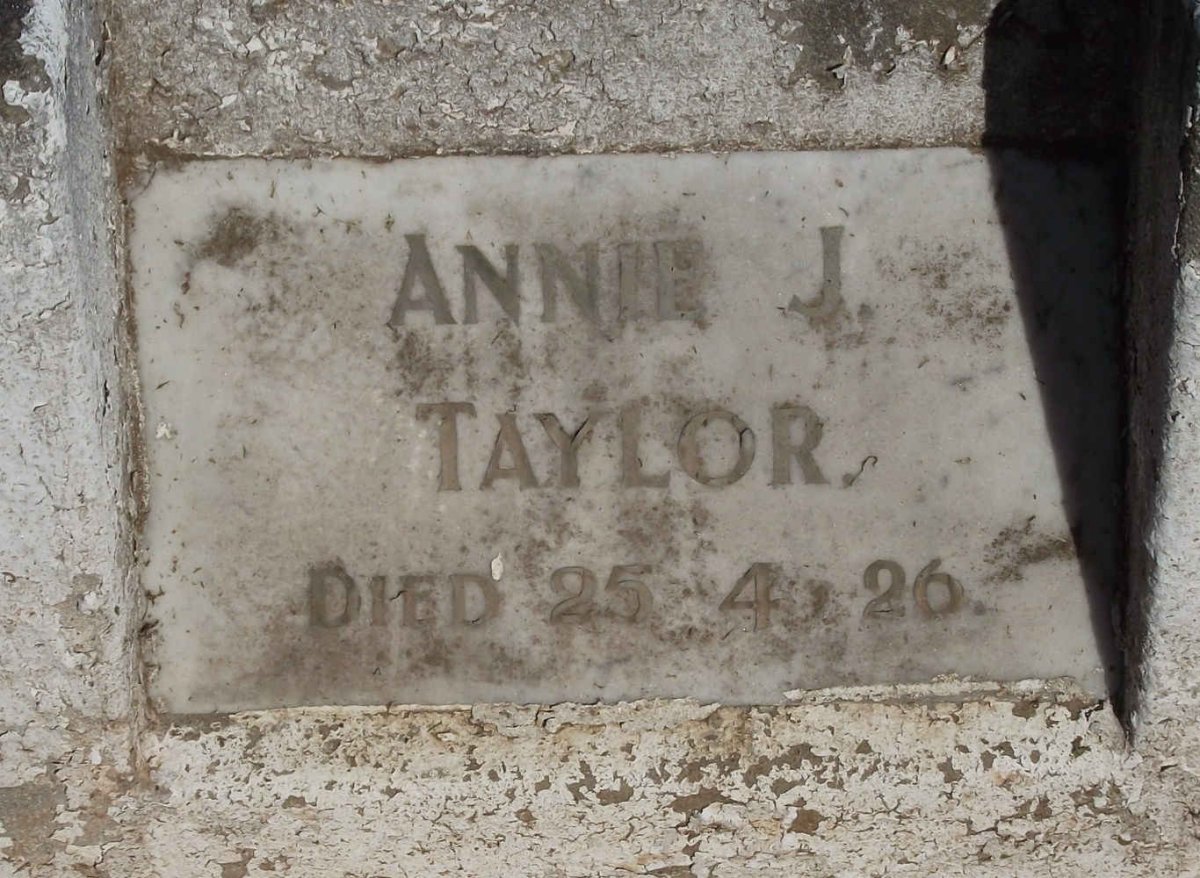 ANNIE J.
TAYLOR.
DIED 25 . 4 . 26.